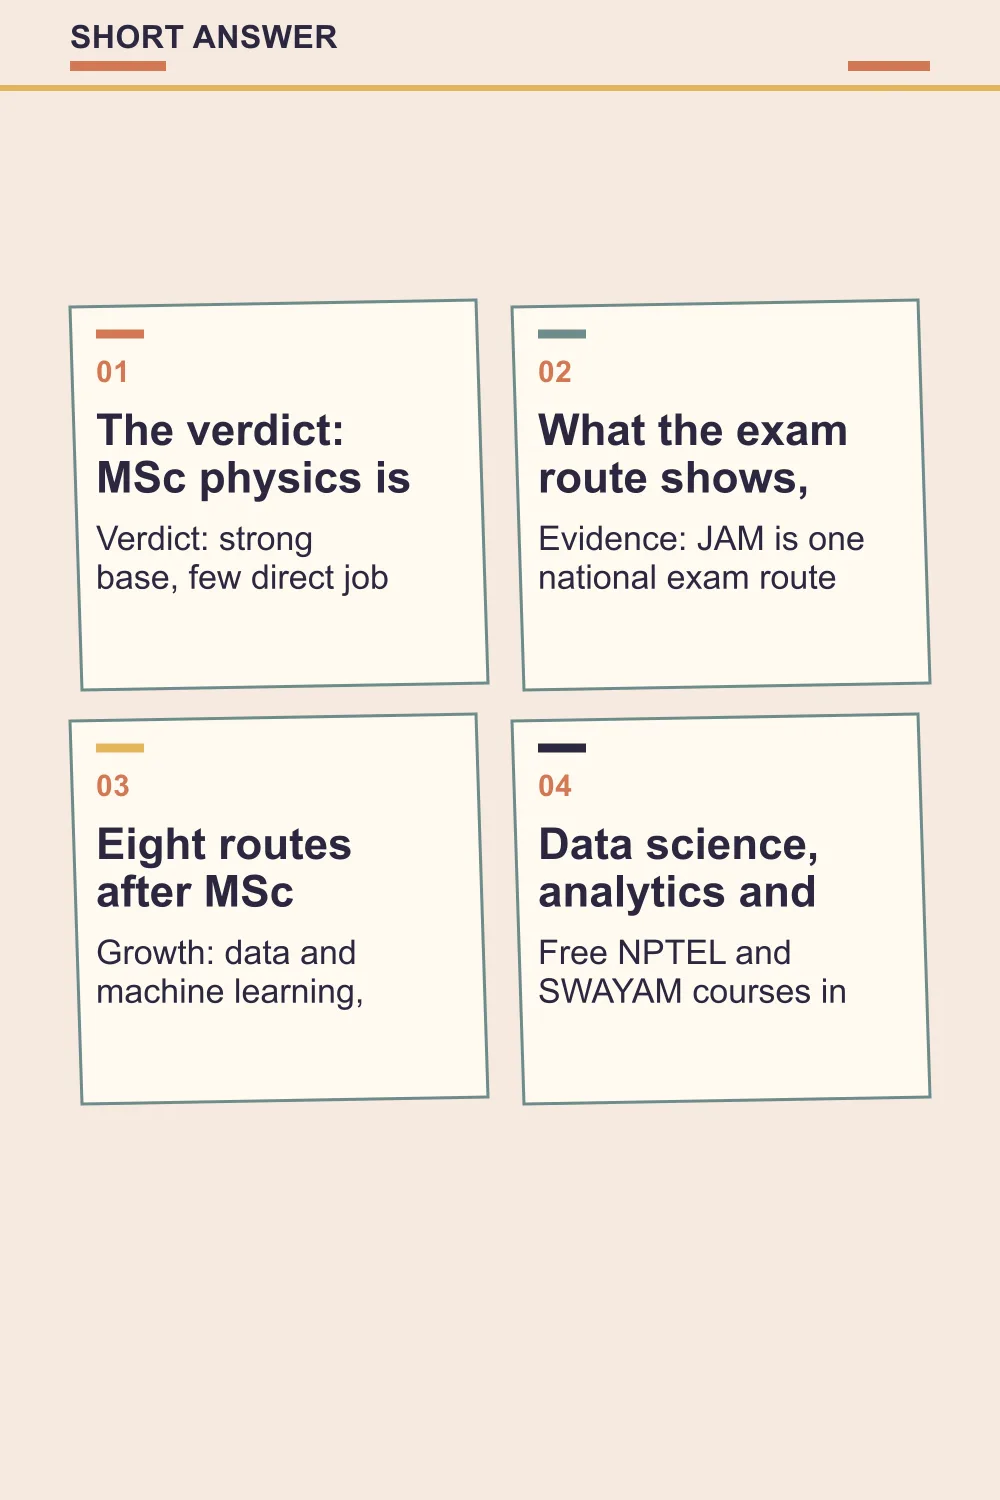 SHORT ANSWER
01
The verdict:
MSc physics is
Verdict: strong
base, few direct job
02
What the exam
route shows,
Evidence: JAM is one
national exam route
03
Eight routes
after MSc
Growth: data and
machine learning,
04
Data science,
analytics and
Free NPTEL and
SWAYAM courses in